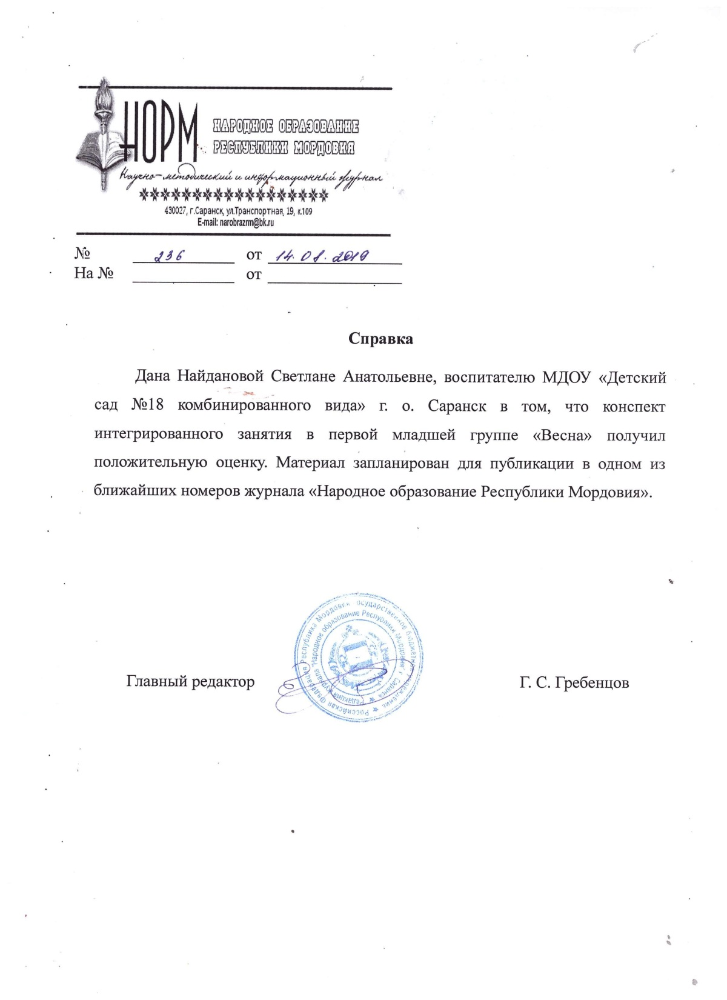 НОРМ
НАРОДНОЕ ОБРАЗОВАНИЕ
РЕСПУБЛИКИ МОРДОВИЯ
Научно-методический и информационный журнал
430027, г.Саранск, ул.Транспортная, 19, к.109
E-mail: narobrazrm@bk.ru
№ 236 от 14.08.2019
На № от
Справка
Дана Найдановой Светлане Анатольевне, воспитателю МДОУ «Детский
сад №18 комбинированного вида» г. о. Саранск в том, что конспект
интегрированного занятия в первой младшей группе «Весна» получил
положительную оценку. Материал запланирован для публикации в одном из
ближайших номеров журнала «Народное образование Республики Мордовия».
Российская Федерация Республика Мордовия осударственное бюджетное
Редакция журнала "Народное образование Республики Мордовия" г. Саранск
Главный редактор
Г. С. Гребенцов